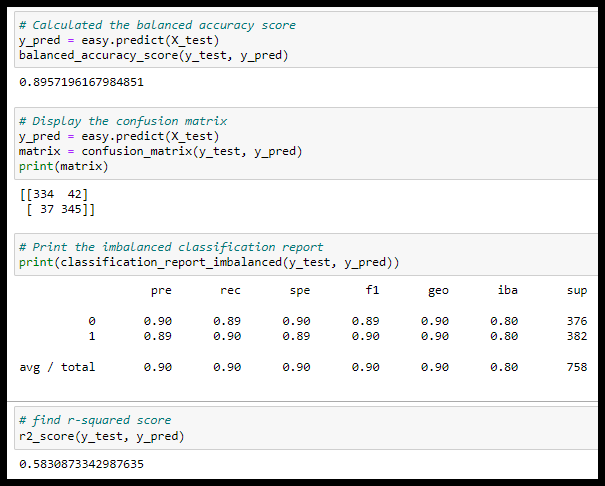 # Calculated the balanced accuracy score
y_pred = easy.predict(X_test)
balanced_accuracy_score(y_test, y_pred)
0.8957196167984851
# Display the confusion matrix
y_pred = easy.predict(X_test)
matrix = confusion_matrix(y_test, y_pred)
print(matrix)
[[334  42]
 [ 37 345]]
# Print the imbalanced classification report
print(classification_report_imbalanced(y_test, y_pred))
pre rec spe f1 geo iba sup
0 0.90 0.89 0.90 0.89 0.90 0.80 376
1 0.89 0.90 0.89 0.90 0.90 0.80 382
avg / total 0.90 0.90 0.90 0.90 0.90 0.80 758
# find r-squared score
r2_score(y_test, y_pred)
0.5830873342987635